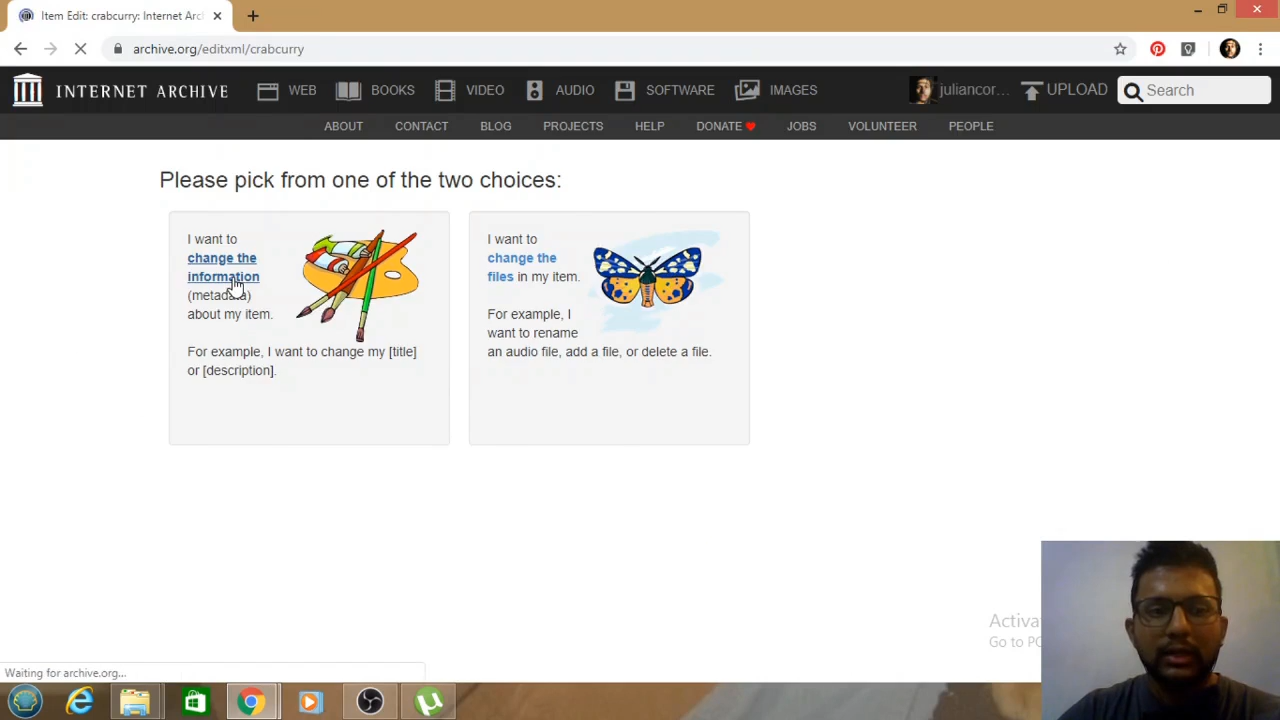 Item Edit: crabcurry: Internet Arc
archive.org/editxml/crabcurry
INTERNET ARCHIVE
WEB
BOOKS
VIDEO
AUDIO
SOFTWARE
IMAGES
juliancor...
UPLOAD
Search
ABOUT
CONTACT
BLOG
PROJECTS
HELP
DONATE
JOBS
VOLUNTEER
PEOPLE
Please pick from one of the two choices:
I want to
change the
information
(metadata)
about my item.
For example, I want to change my [title]
or [description].
I want to
change the
files in my item.
For example, I
want to rename
an audio file, add a file, or delete a file.
Activa
Go to PC
Waiting for archive.org...